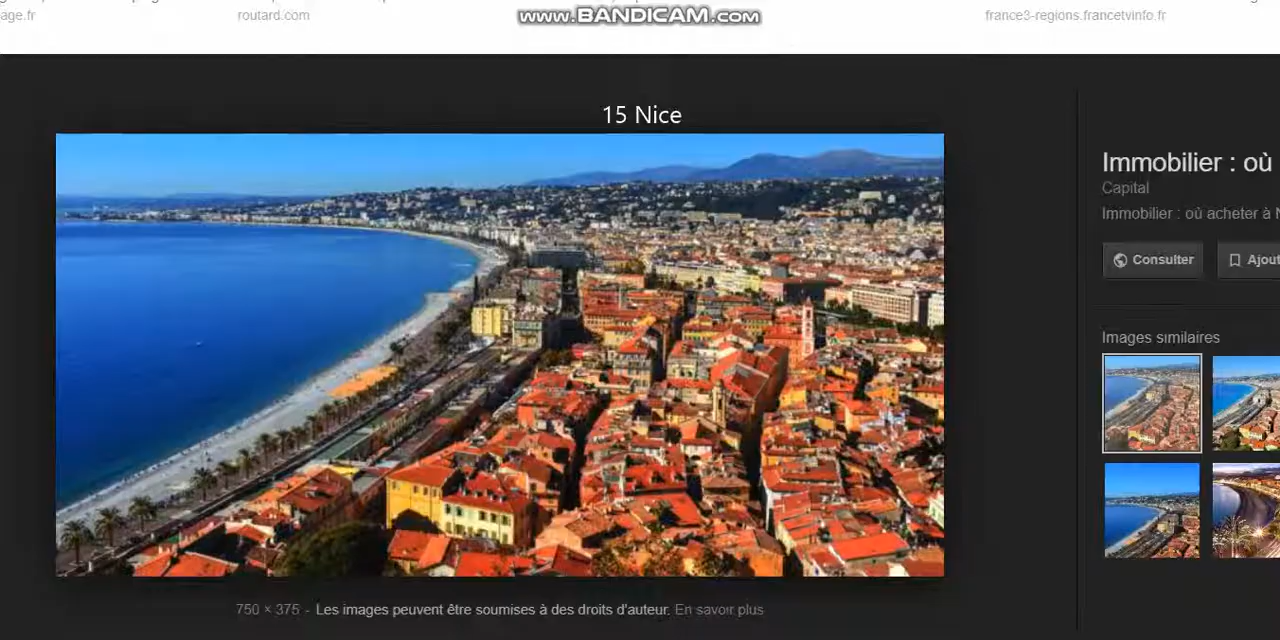 age.fr
routard.com
www.BANDICAM.com
france3-regions.francetvinfo.fr
15 Nice
Immobilier : où
Capital
Immobilier : où acheter à
Consulter
Ajout
Images similaires
750 × 375 - Les images peuvent être soumises à des droits d'auteur. En savoir plus